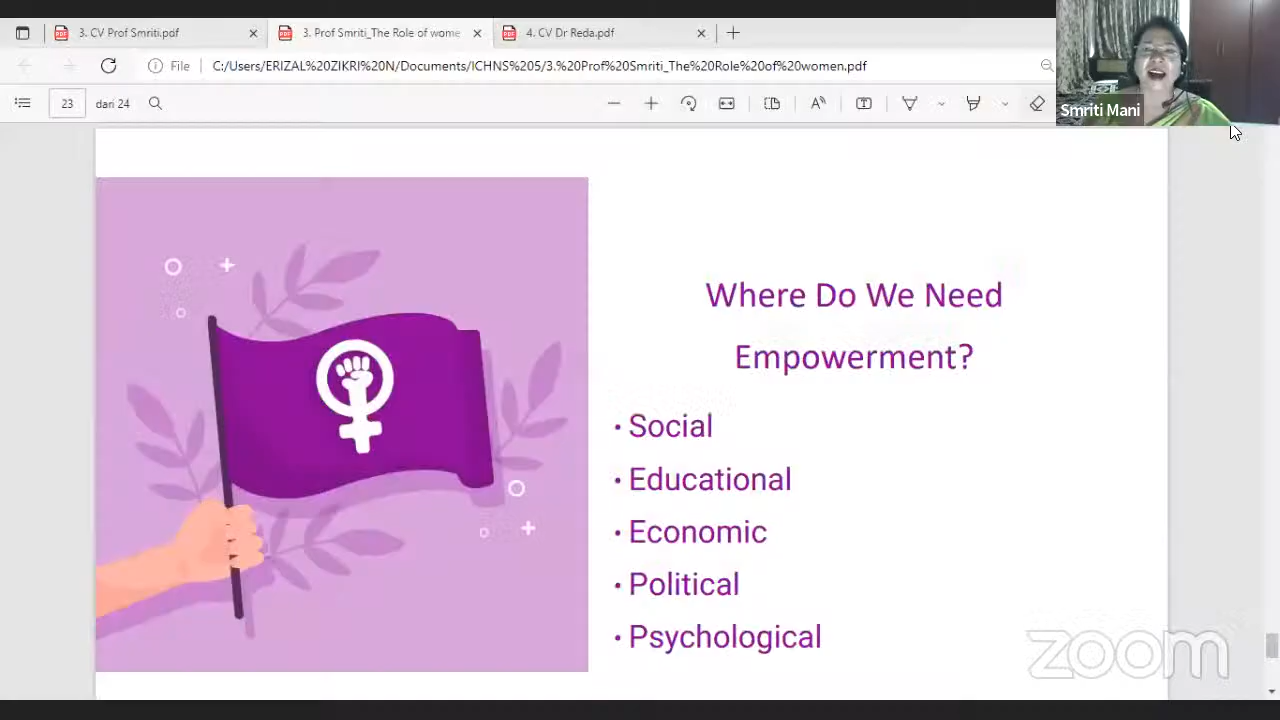 3. CV Prof Smriti.pdf
3. Prof Smriti_The Role of wome
4. CV Dr Reda.pdf
File
C:/Users/ERIZAL%20ZIKRI%20N/Documents/ICHNS%205/3.%20Prof%20Smriti_The%20Role%20of%20women.pdf
23
dari 24
Smriti Mani
Where Do We Need
Empowerment?
• Social
• Educational
• Economic
• Political
• Psychological
zoom